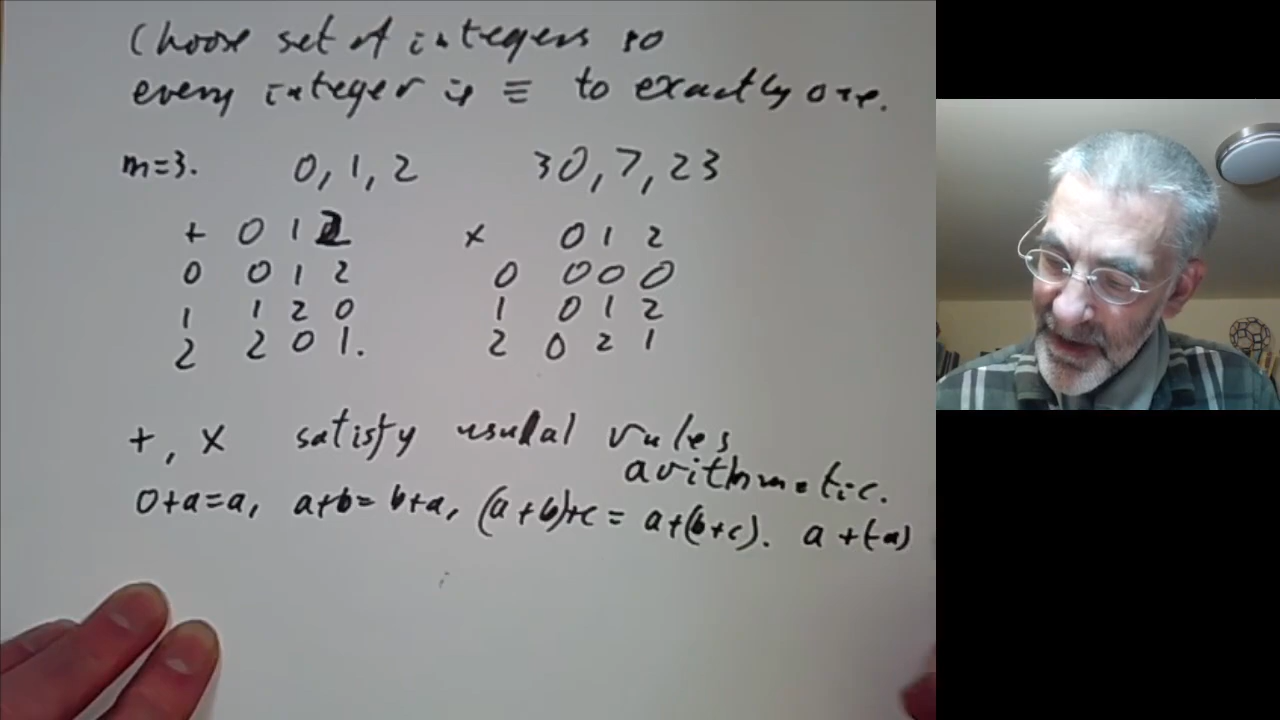 Choose set of integers so
every integer is ≡ to exactly one.
m=3. 0, 1, 2 30, 7, 23
+ 0 1 2 × 0 1 2
0 0 1 2 0 0 0 0
1 1 2 0 1 0 1 2
2 2 0 1. 2 0 2 1
+, × satisfy usual rules
arithmetic.
0+a=a, a+b=b+a, (a+b)+c = a+(b+c). a+(-a)